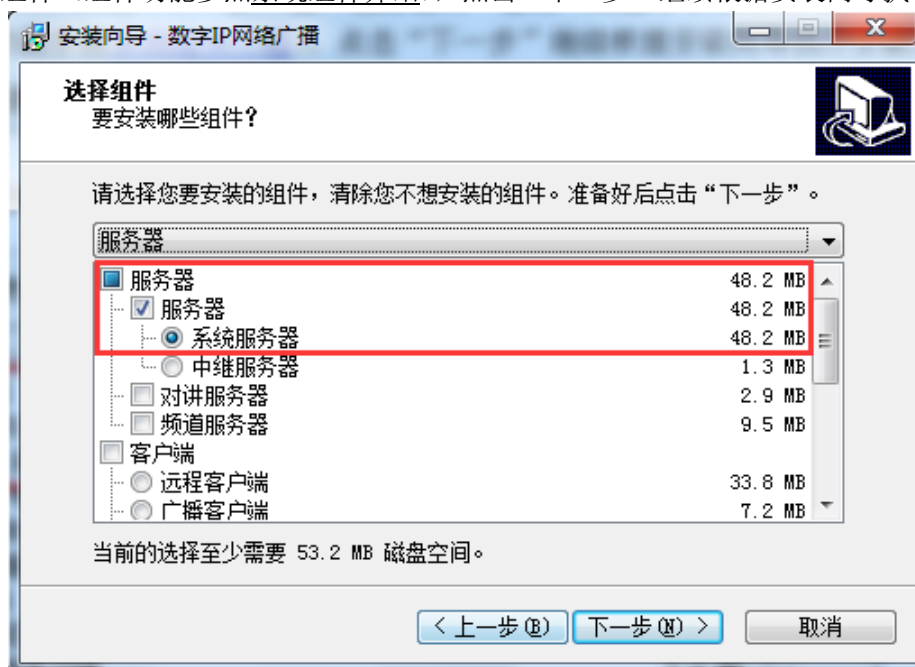 安装向导 - 数字IP网络广播
选择组件
要安装哪些组件?
请选择您要安装的组件，清除您不想安装的组件。准备好后点击“下一步”。
服务器
服务器 48.2 MB
服务器 48.2 MB
系统服务器 48.2 MB
中继服务器 1.3 MB
对讲服务器 2.9 MB
频道服务器 9.5 MB
客户端
远程客户端 33.8 MB
广播客户端 7.2 MB
当前的选择至少需要 53.2 MB 磁盘空间。
< 上一步(B) 下一步(N) > 取消